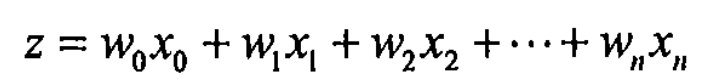 z = w₀x₀ + w₁x₁ + w₂x₂ + ⋯ + wₙxₙ